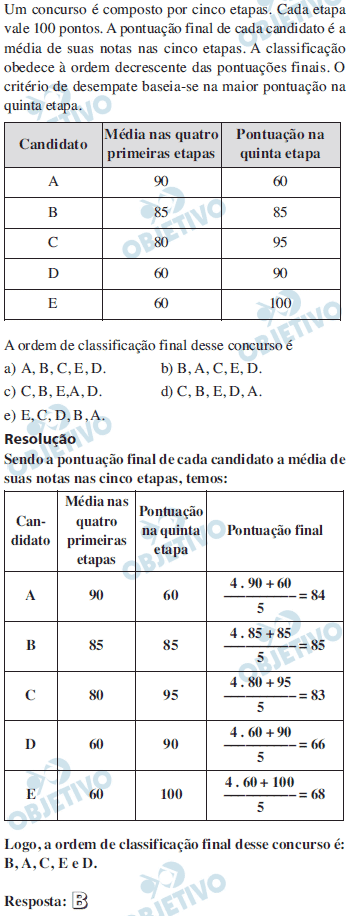 Um concurso é composto por cinco etapas. Cada etapa
vale 100 pontos. A pontuação final de cada candidato é a
média de suas notas nas cinco etapas. A classificação
obedece à ordem decrescente das pontuações finais. O
critério de desempate baseia-se na maior pontuação na
quinta etapa.
Candidato Média nas quatro primeiras etapas Pontuação na quinta etapa
A 90 60
B 85 85
C 80 95
D 60 90
E 60 100
A ordem de classificação final desse concurso é
a) A, B, C, E, D. b) B, A, C, E, D.
c) C, B, E,A, D. d) C, B, E, D, A.
e) E, C, D, B, A.
Resolução
Sendo a pontuação final de cada candidato a média de
suas notas nas cinco etapas, temos:
Can-didato Média nas quatro primeiras etapas Pontuação na quinta etapa Pontuação final
A 90 60 4 . 90 + 60 / 5 = 84
B 85 85 4 . 85 + 85 / 5 = 85
C 80 95 4 . 80 + 95 / 5 = 83
D 60 90 4 . 60 + 90 / 5 = 66
E 60 100 4 . 60 + 100 / 5 = 68
Logo, a ordem de classificação final desse concurso é:
B, A, C, E e D.
Resposta: B
OBJETIVO
OBJETIVO
OBJETIVO
OBJETIVO
OBJETIVO
OBJETIVO
OBJETIVO